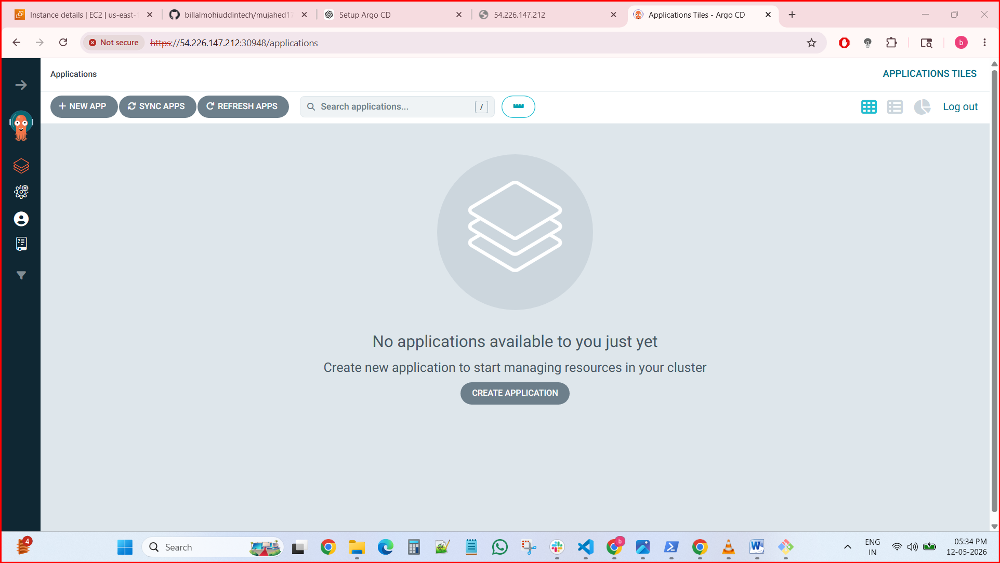 Instance details | EC2 | us-east-1
billalmohiuddintech/mujahed17
Setup Argo CD
54.226.147.212
Applications Tiles - Argo CD
Not secure
https://54.226.147.212:30948/applications
b
Applications
APPLICATIONS TILES
NEW APP
SYNC APPS
REFRESH APPS
Search applications...
/
Log out
No applications available to you just yet
Create new application to start managing resources in your cluster
CREATE APPLICATION
4
Search
b
ENG
IN
05:34 PM
12-05-2026